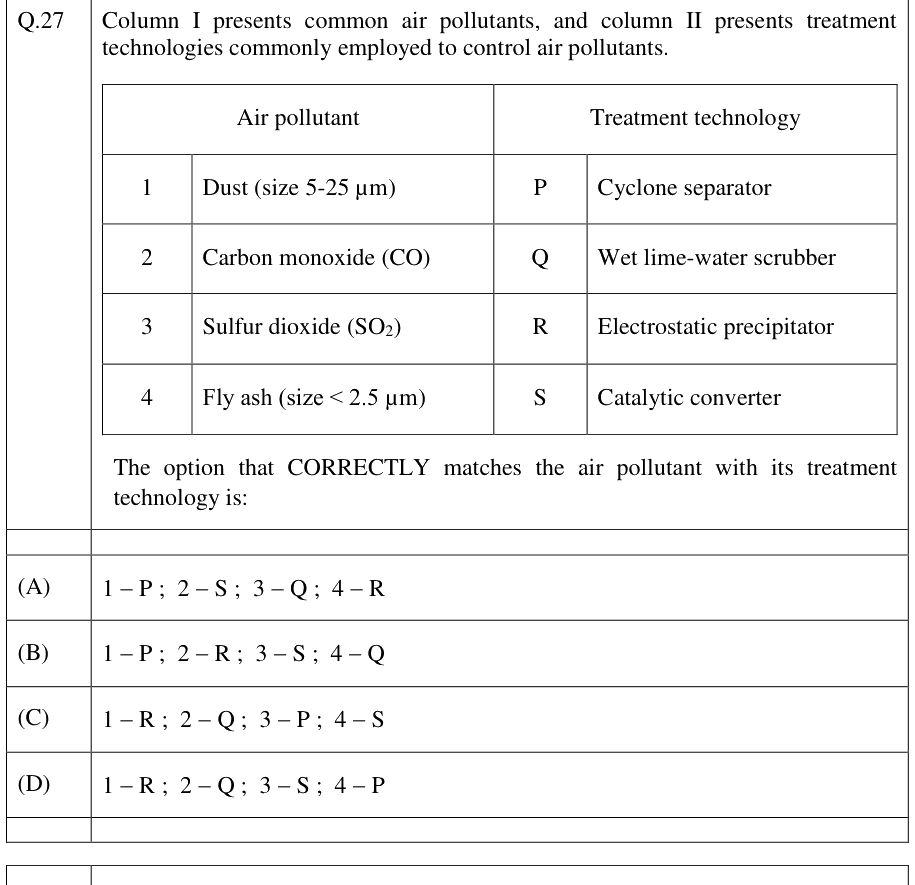 Q.27 Column I presents common air pollutants, and column II presents treatment
technologies commonly employed to control air pollutants.
Air pollutant Treatment technology
1 Dust (size 5-25 µm) P Cyclone separator
2 Carbon monoxide (CO) Q Wet lime-water scrubber
3 Sulfur dioxide (SO₂) R Electrostatic precipitator
4 Fly ash (size < 2.5 µm) S Catalytic converter
The option that CORRECTLY matches the air pollutant with its treatment
technology is:
(A) 1 – P ; 2 – S ; 3 – Q ; 4 – R
(B) 1 – P ; 2 – R ; 3 – S ; 4 – Q
(C) 1 – R ; 2 – Q ; 3 – P ; 4 – S
(D) 1 – R ; 2 – Q ; 3 – S ; 4 – P